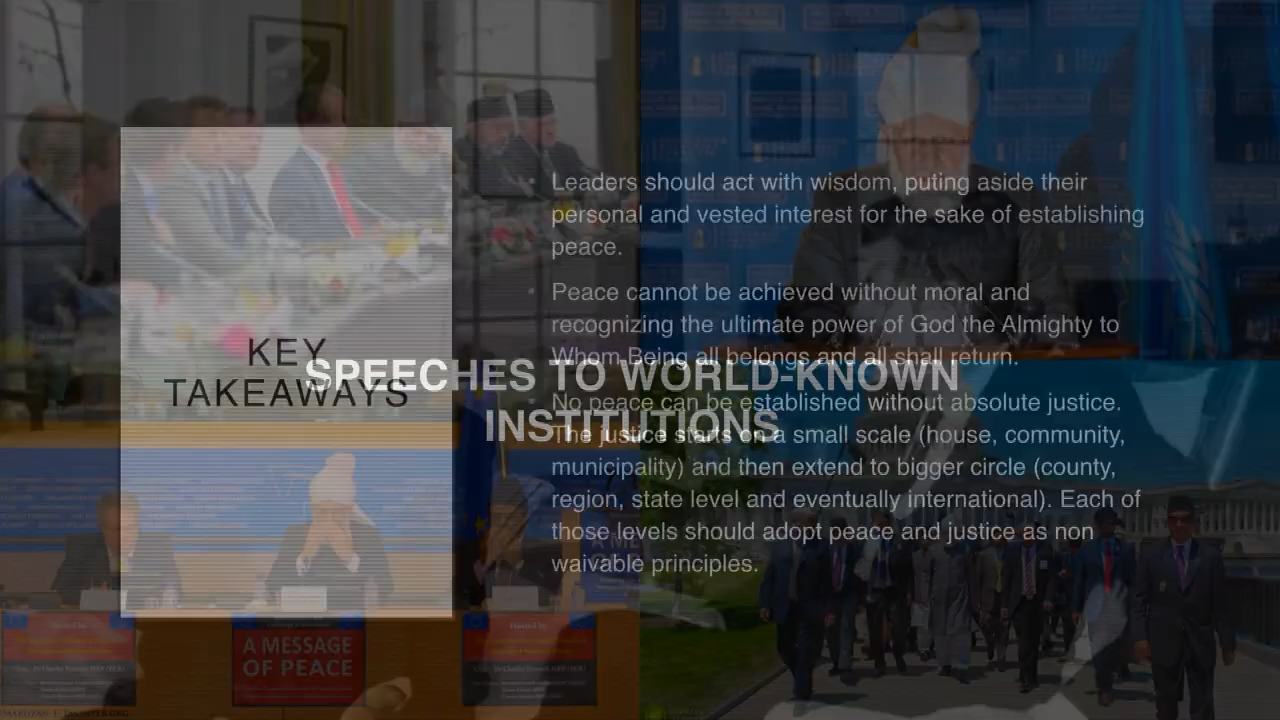 KEY
TAKEAWAYS
Leaders should act with wisdom, puting aside their
personal and vested interest for the sake of establishing
peace.
Peace cannot be achieved without moral and
recognizing the ultimate power of God the Almighty to
Whom Being all belongs and all shall return.
SPEECHES TO WORLD-KNOWN
INSTITUTIONS
No peace can be established without absolute justice.
The justice starts on a small scale (house, community,
municipality) and then extend to bigger circle (county,
region, state level and eventually international). Each of
those levels should adopt peace and justice as non
waivable principles.
Hosted by
A MESSAGE
OF PEACE
Hosted by